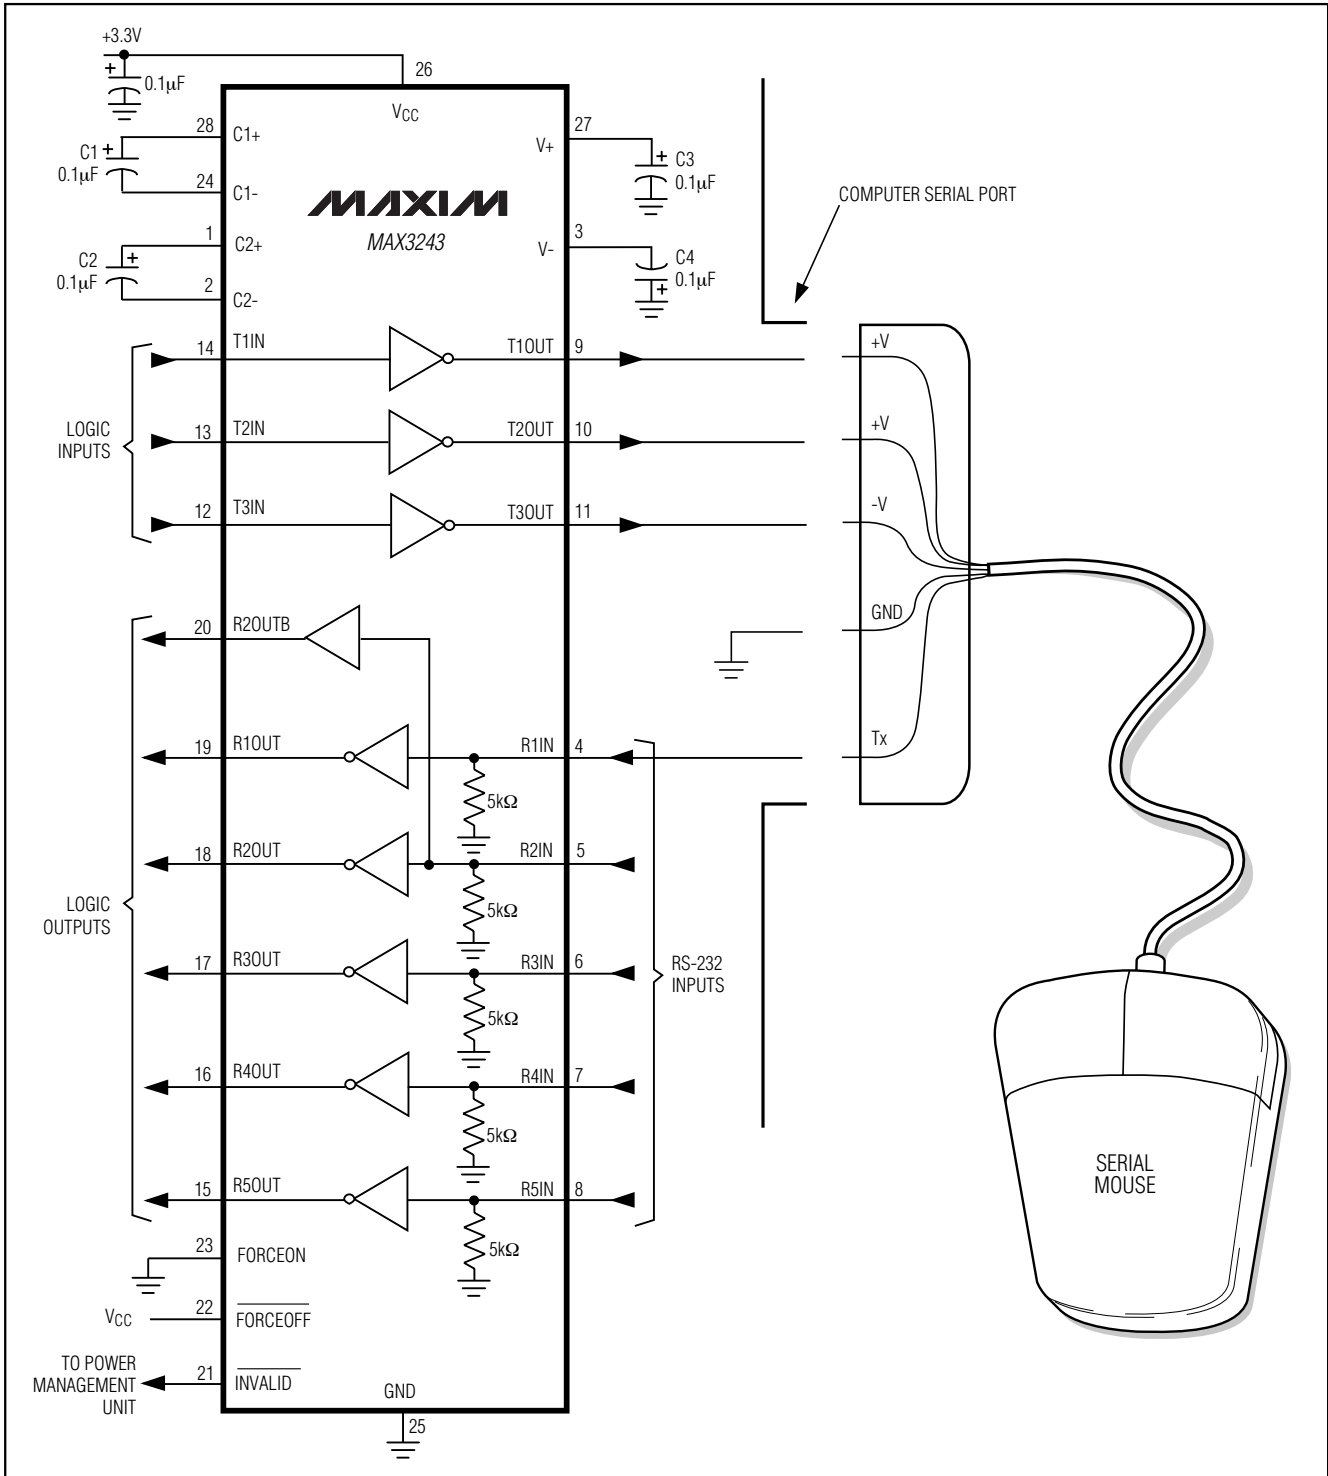 +3.3V
+
0.1µF
26
VCC
28
C1+
C1
+
0.1µF
24
C1-
1
C2+
C2
+
0.1µF
2
C2-
MAXIM
MAX3243
27
V+
+
C3
0.1µF
3
V-
C4
0.1µF
+
COMPUTER SERIAL PORT
LOGIC
INPUTS
14
T1IN
T1OUT
9
+V
13
T2IN
T2OUT
10
+V
12
T3IN
T3OUT
11
-V
20
R2OUTB
GND
19
R1OUT
R1IN
4
Tx
5kΩ
18
R2OUT
R2IN
5
5kΩ
LOGIC
OUTPUTS
17
R3OUT
R3IN
6
5kΩ
RS-232
INPUTS
16
R4OUT
R4IN
7
5kΩ
15
R5OUT
R5IN
8
5kΩ
SERIAL
MOUSE
23
FORCEON
VCC
22
FORCEOFF
TO POWER
MANAGEMENT
UNIT
21
INVALID
GND
25